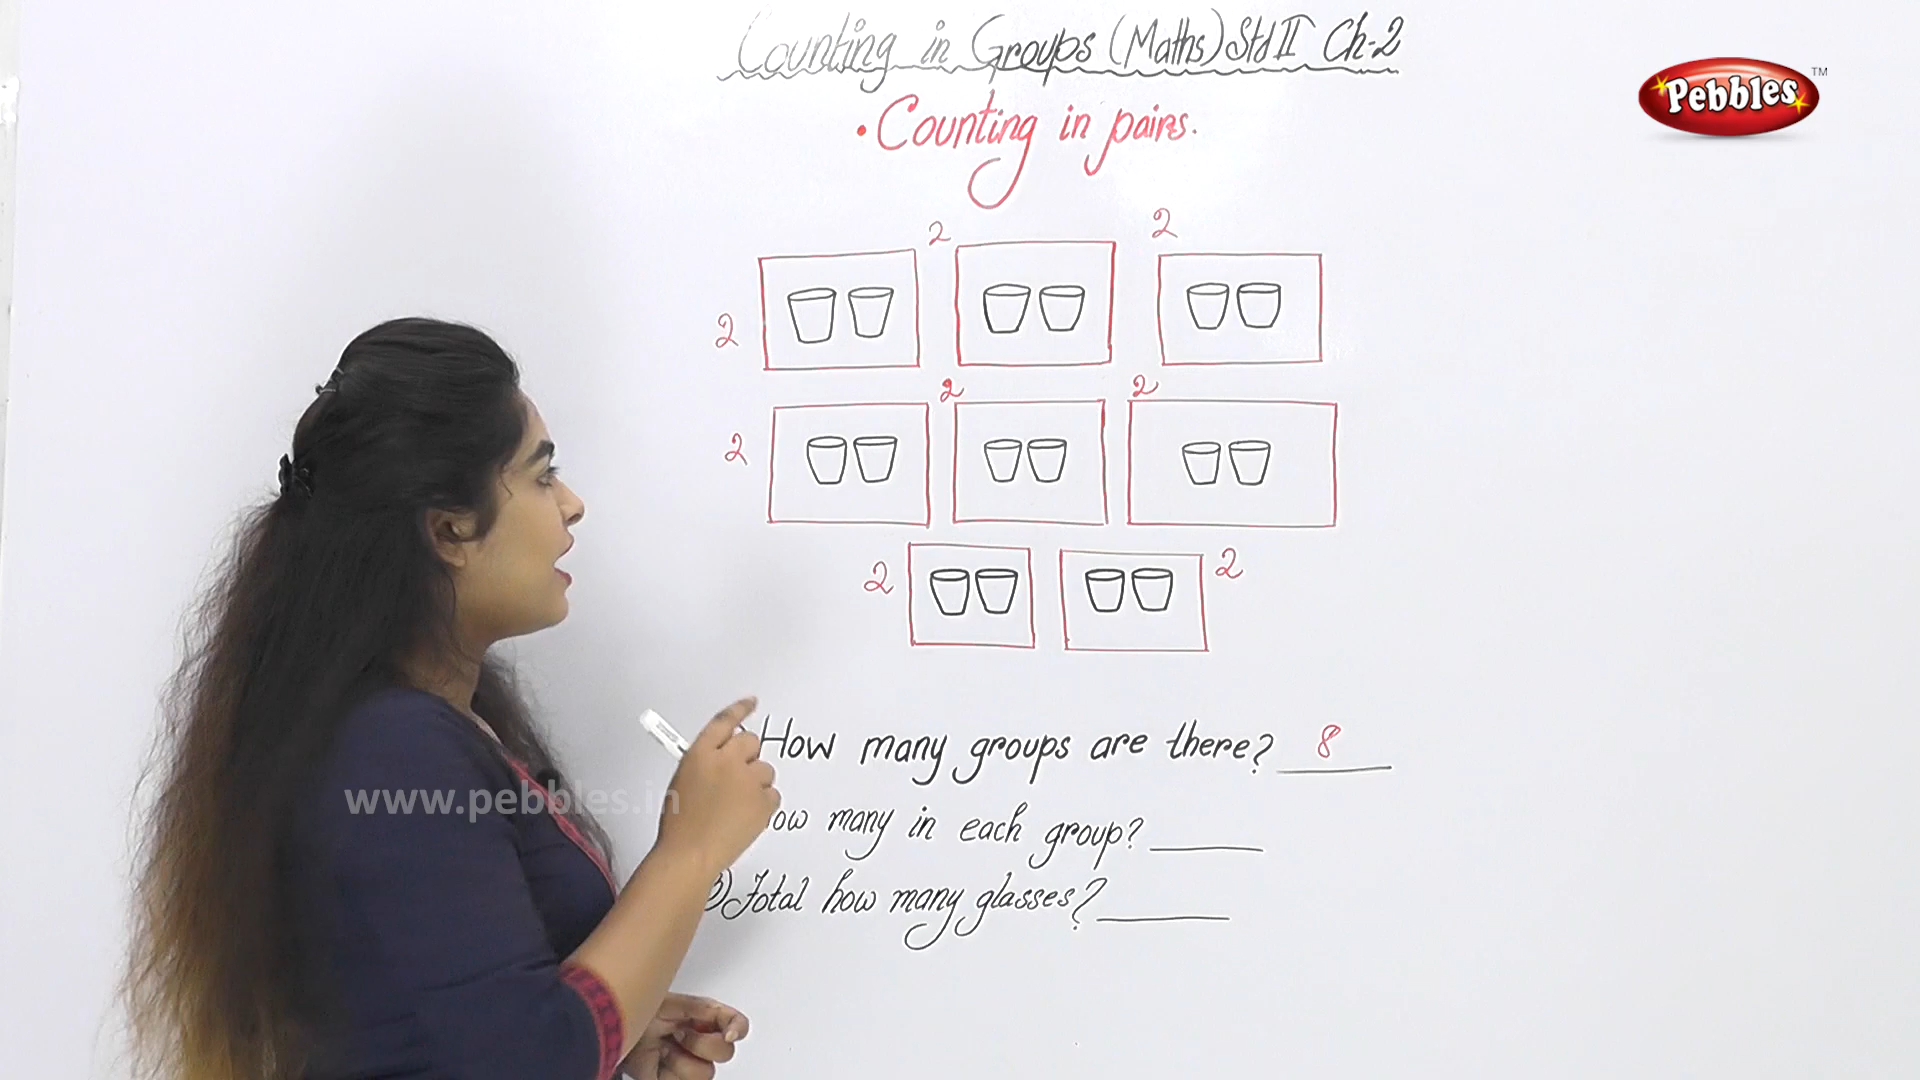 Counting in Groups (Maths) Std II Ch-2
Pebbles TM
• Counting in pairs.
2 2
2
2 2
2
2 2
How many groups are there? 8
many in each group?
3) Total how many glasses?
www.pebbles.in